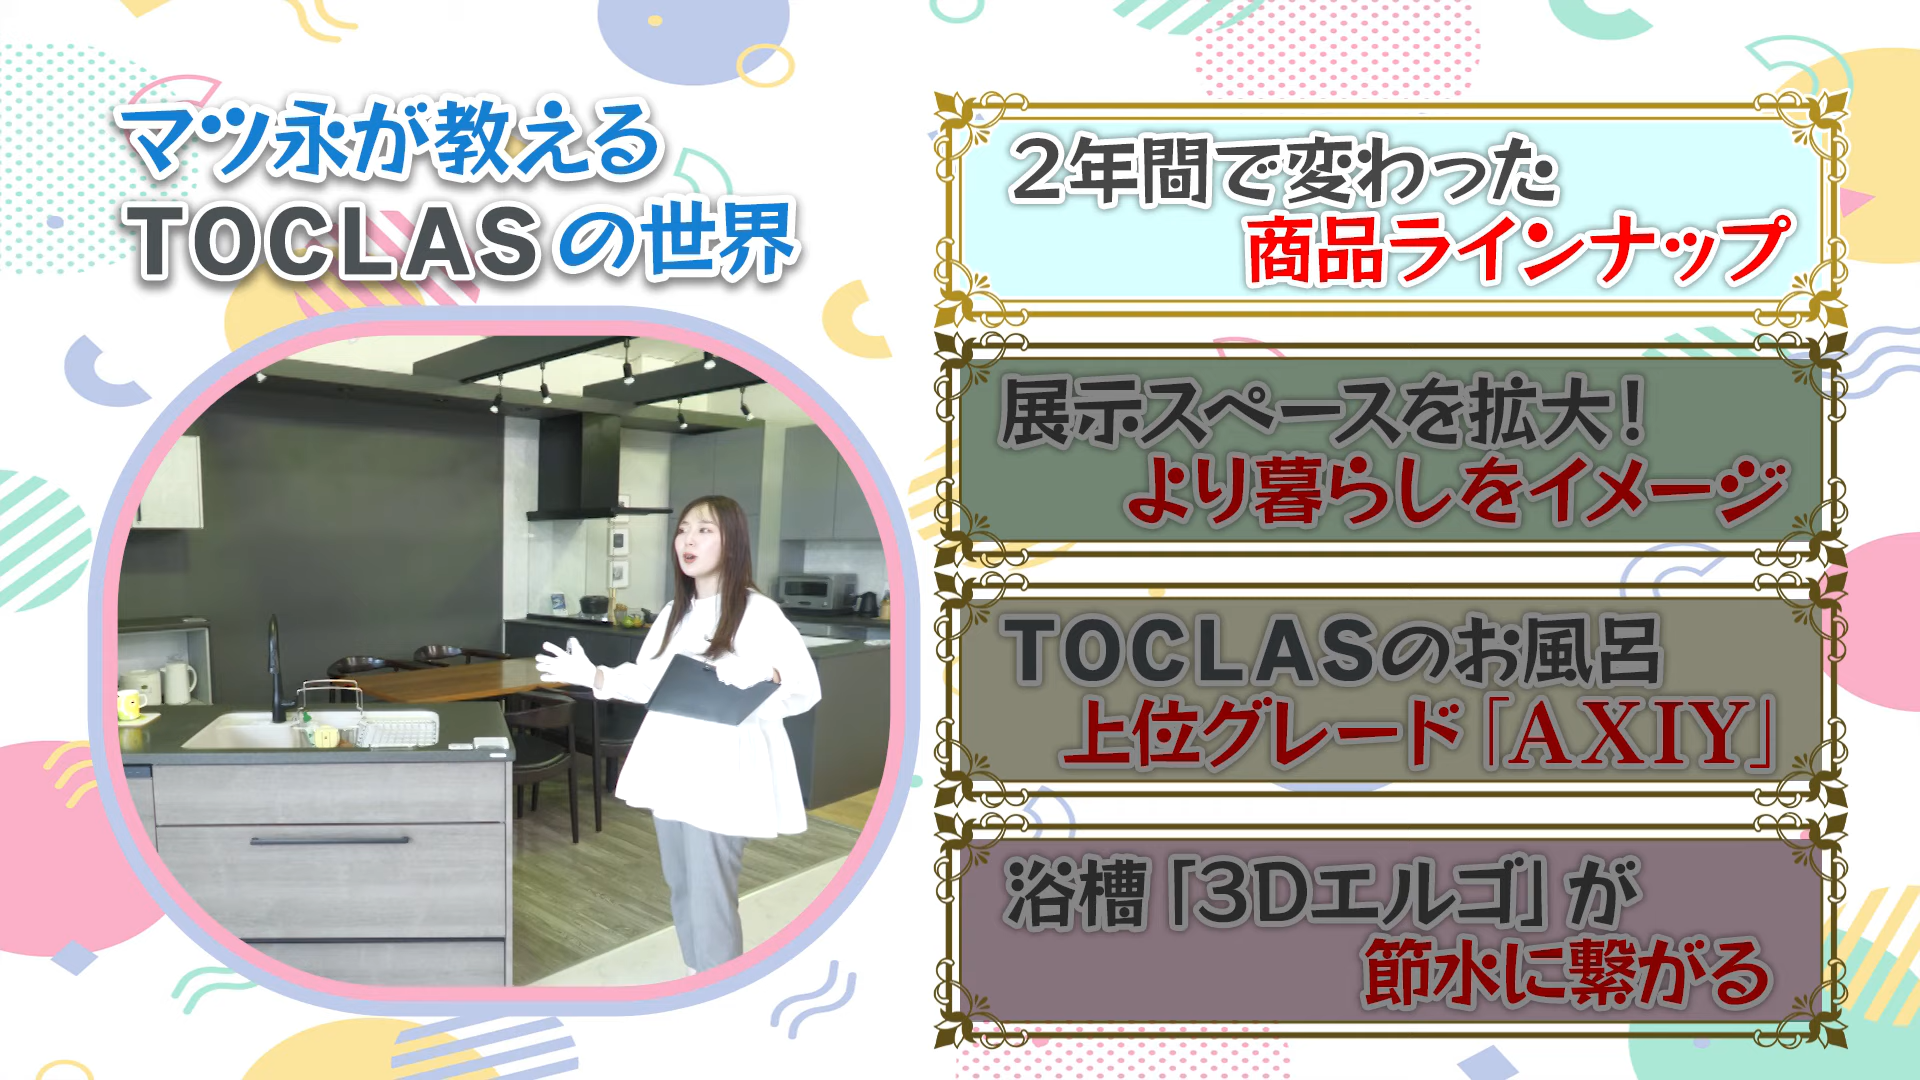 マツ永が教える
TOCLASの世界
2年間で変わった
商品ラインナップ
展示スペースを拡大!
より暮らしをイメージ
TOCLASのお風呂
上位グレード「AXIY」
浴槽「3Dエルゴ」が
節水に繋がる